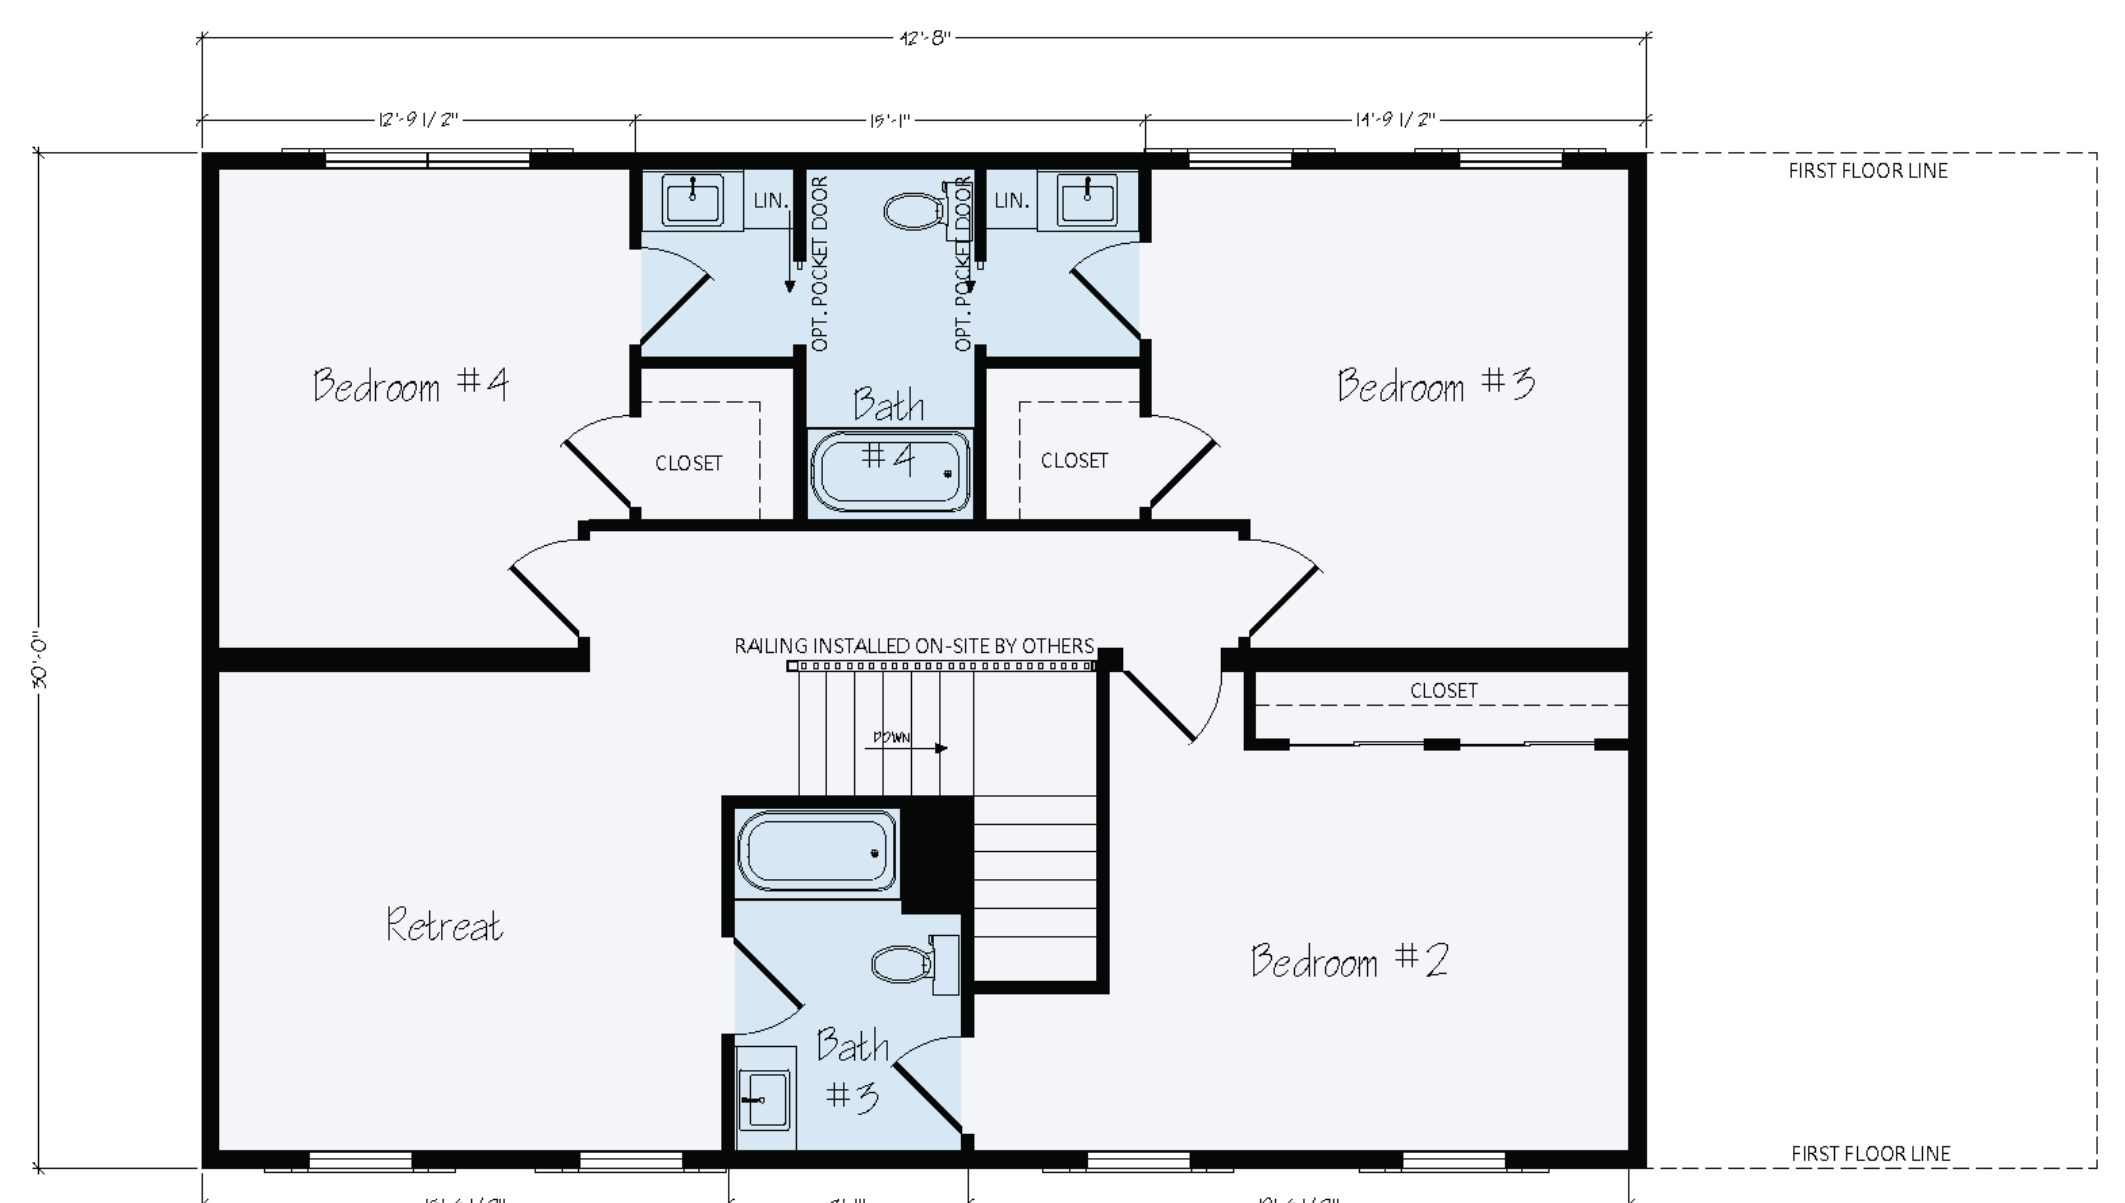 42'-8"
12'-9 1/2" 15'-1" 14'-9 1/2"
FIRST FLOOR LINE
LIN.
OPT. POCKET DOOR
OPT. POCKET DOOR
LIN.
Bedroom #4
Bath
#4
Bedroom #3
CLOSET
CLOSET
30'-0"
RAILING INSTALLED ON-SITE BY OTHERS
CLOSET
DOWN
Retreat
Bedroom #2
Bath
#3
FIRST FLOOR LINE